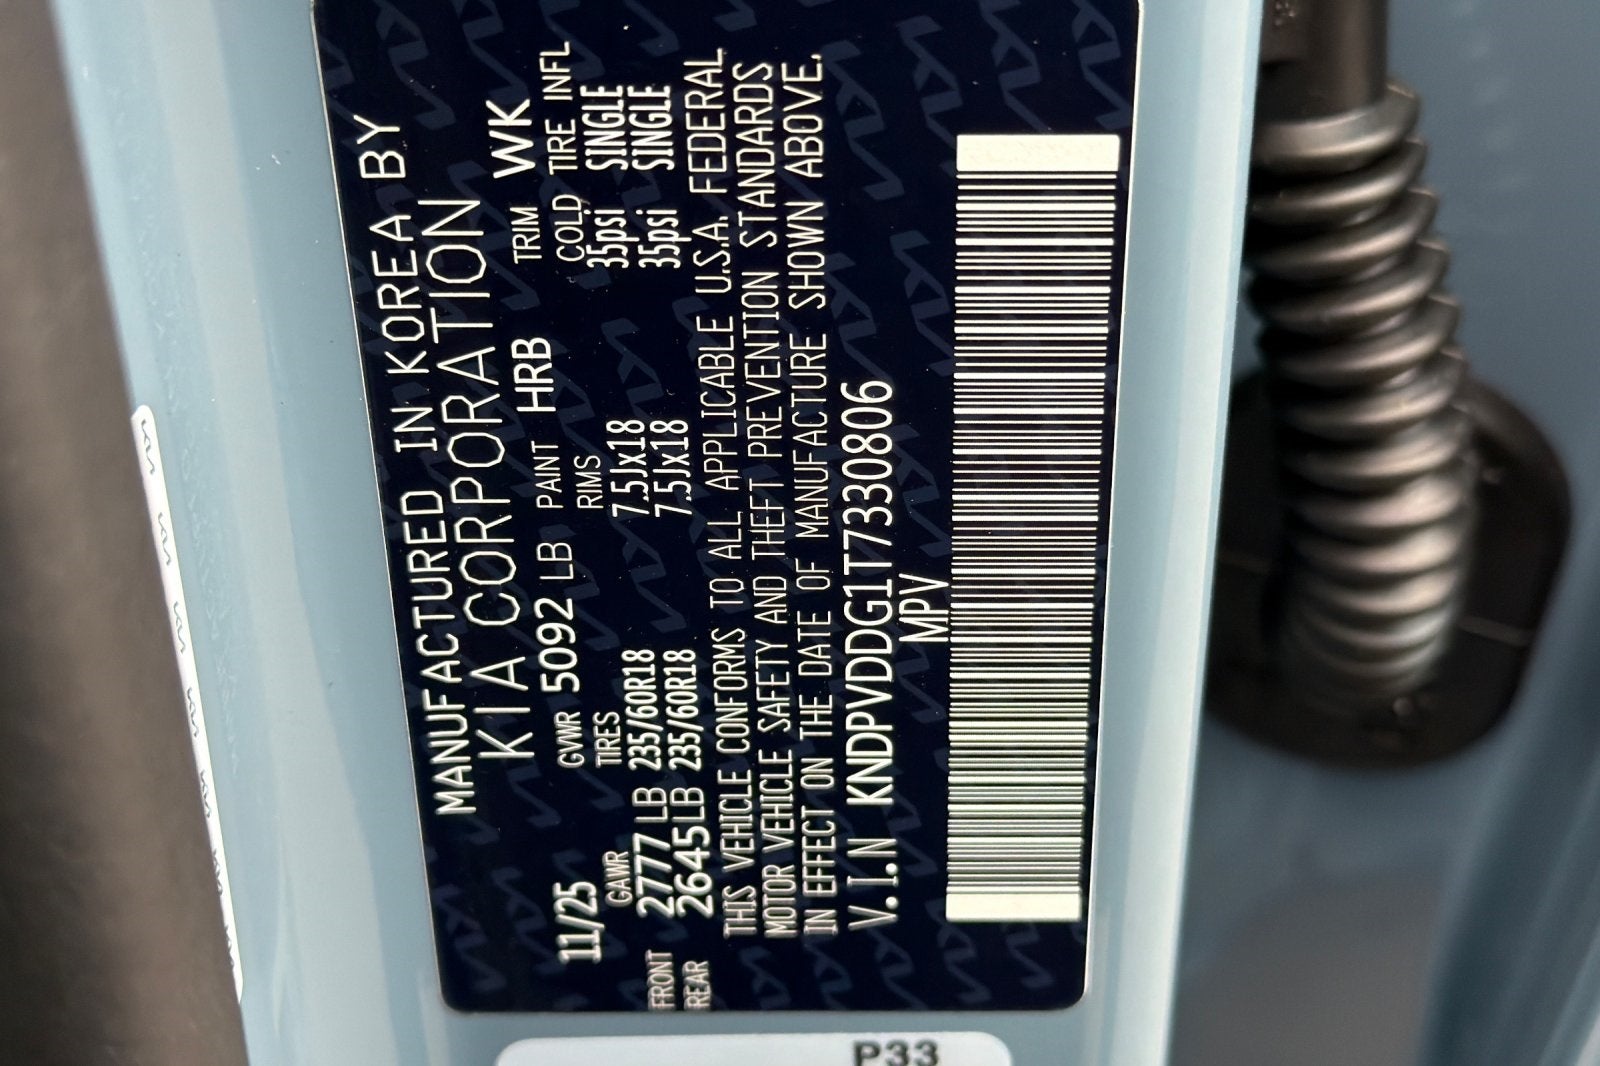 MANUFACTURED IN KOREA BY
KIA CORPORATION
11/25 GVWR 5092 LB PAINT HRB TRIM WK
GAWR TIRES RIMS COLD TIRE INFL
FRONT 2777 LB 235/60R18 7.5Jx18 35psi SINGLE
REAR 2645 LB 235/60R18 7.5Jx18 35psi SINGLE
THIS VEHICLE CONFORMS TO ALL APPLICABLE U.S.A. FEDERAL
MOTOR VEHICLE SAFETY AND THEFT PREVENTION STANDARDS
IN EFFECT ON THE DATE OF MANUFACTURE SHOWN ABOVE.
V.I.N KNDPVDDG1T7330806
MPV
P33